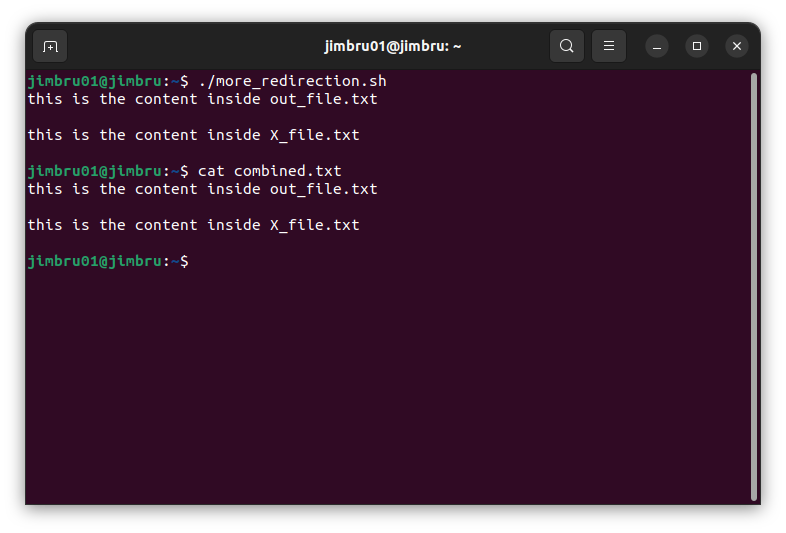 jimbru01@jimbru: ~
jimbru01@jimbru:~$ ./more_redirection.sh
this is the content inside out_file.txt
this is the content inside X_file.txt
jimbru01@jimbru:~$ cat combined.txt
this is the content inside out_file.txt
this is the content inside X_file.txt
jimbru01@jimbru:~$